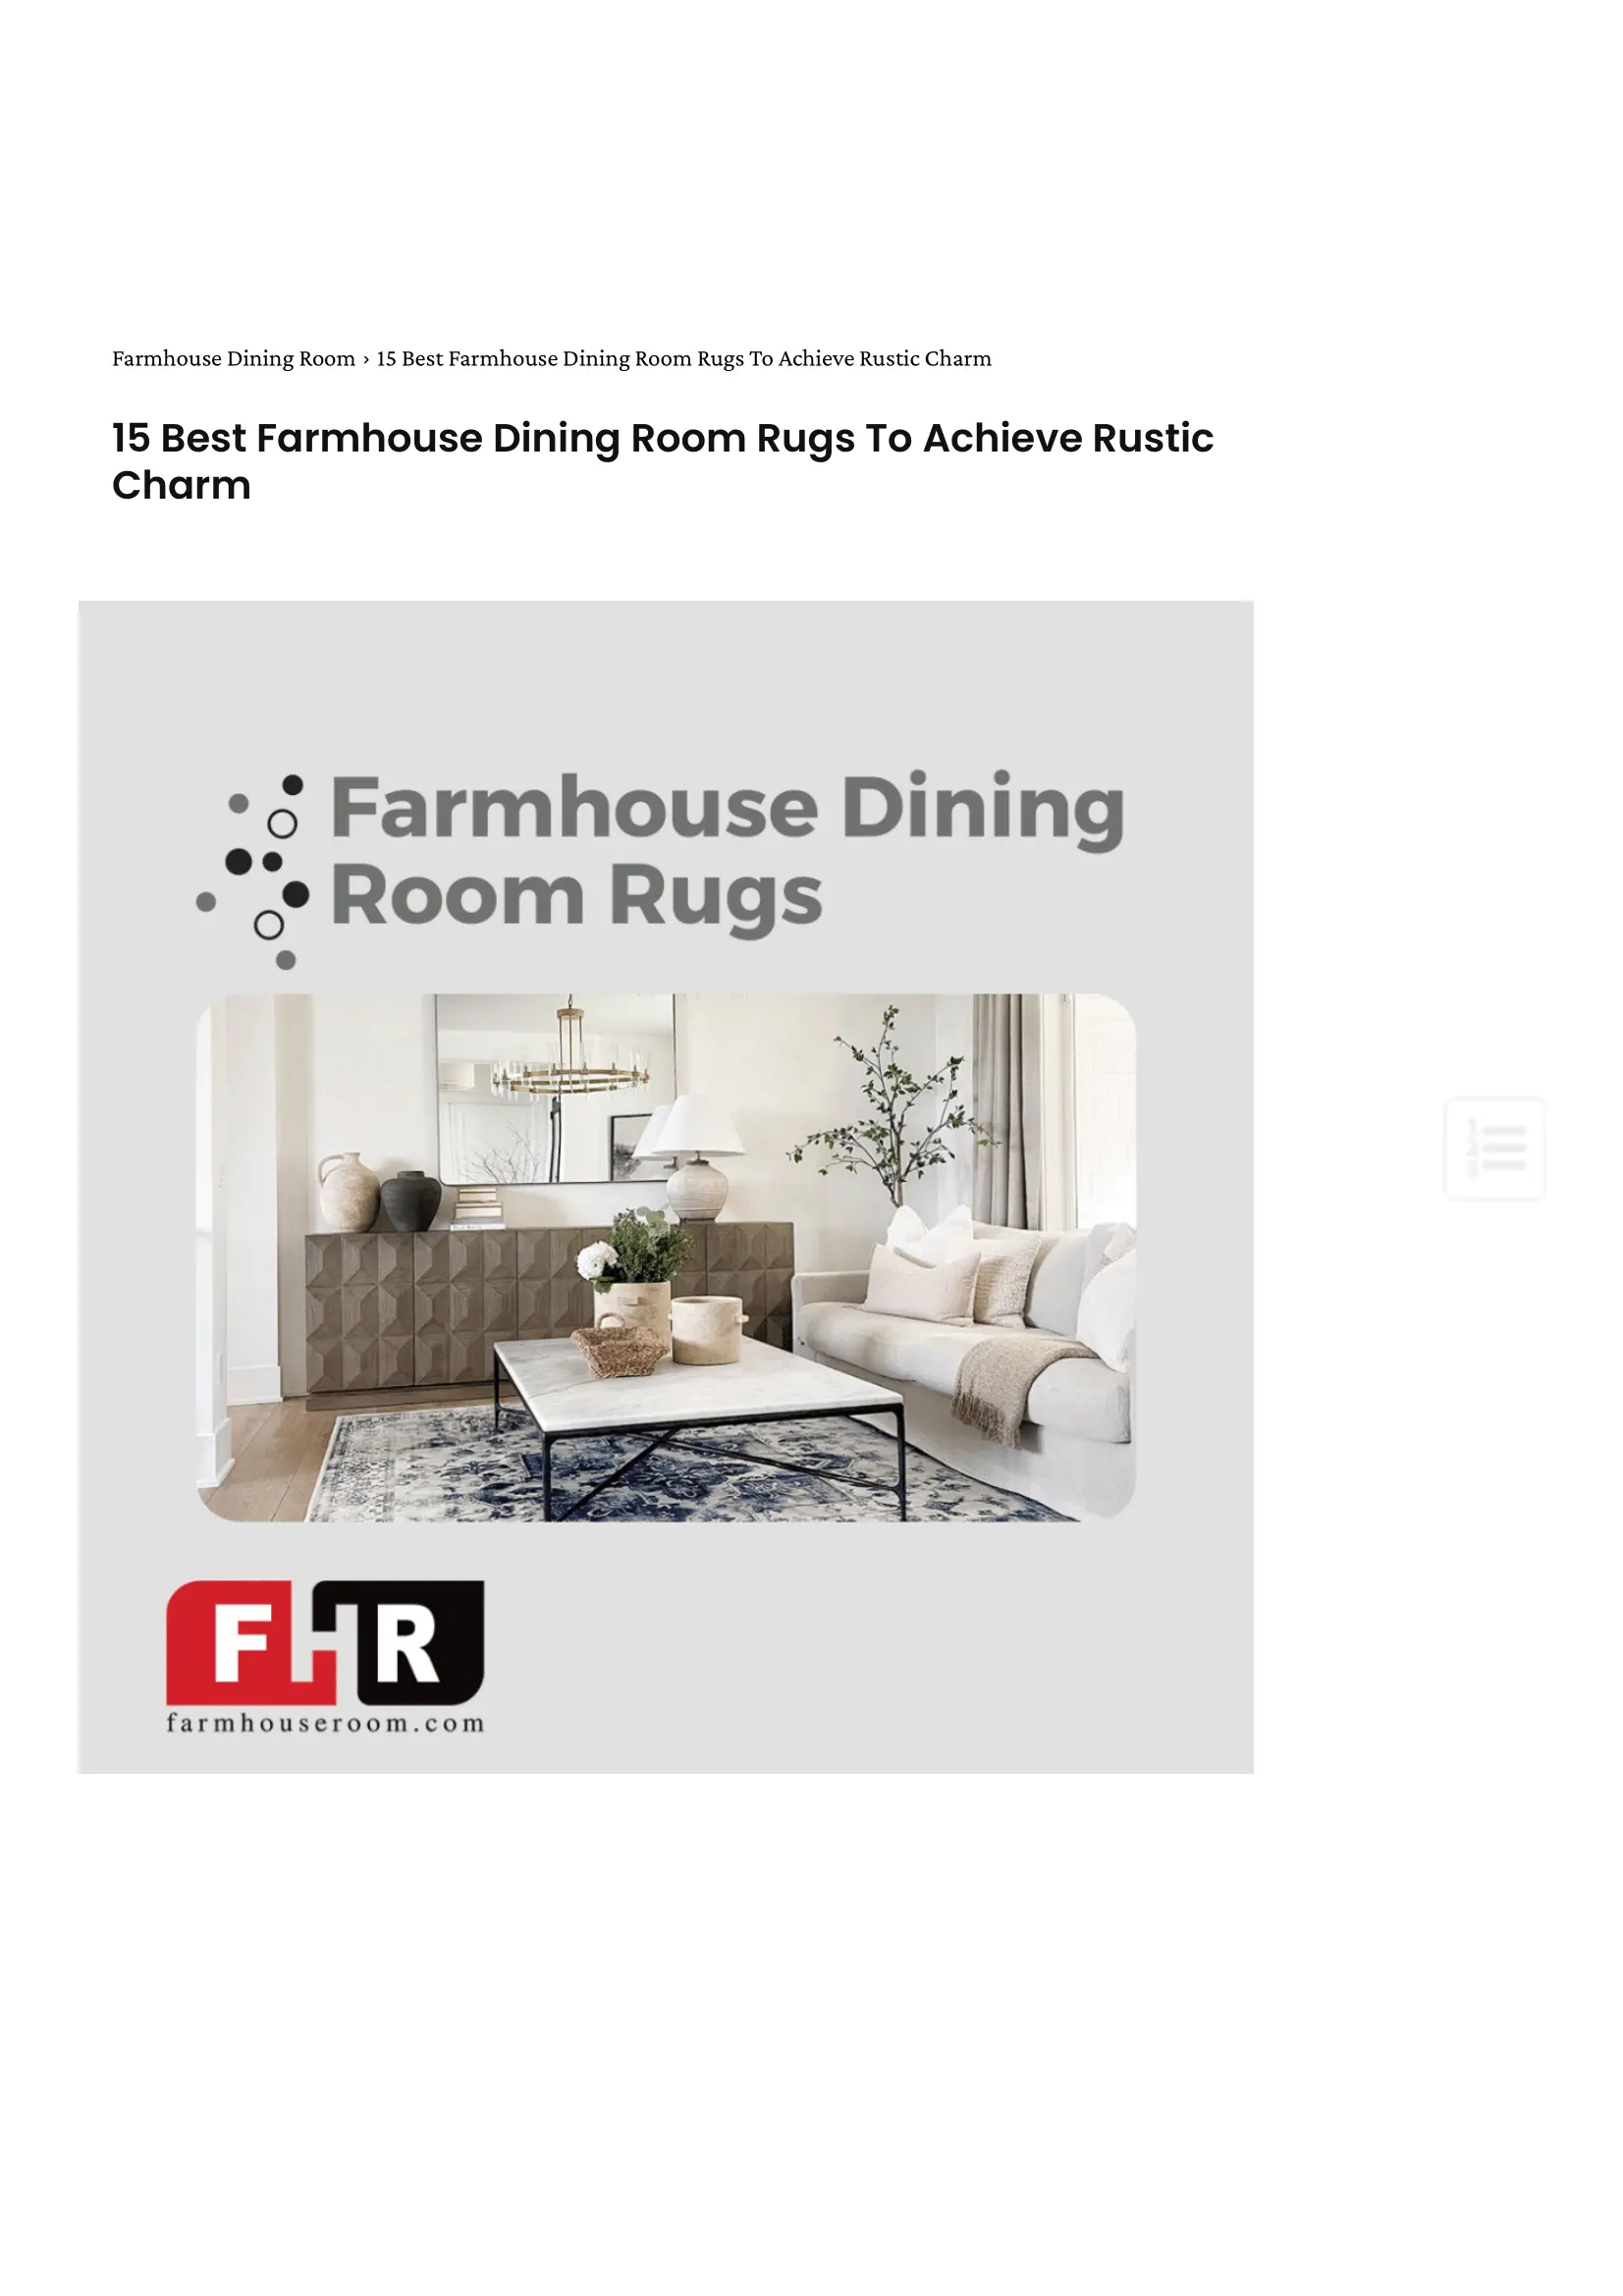 Farmhouse Dining Room › 15 Best Farmhouse Dining Room Rugs To Achieve Rustic Charm
15 Best Farmhouse Dining Room Rugs To Achieve Rustic
Charm
Farmhouse Dining
Room Rugs
FHR
farmhouseroom.com